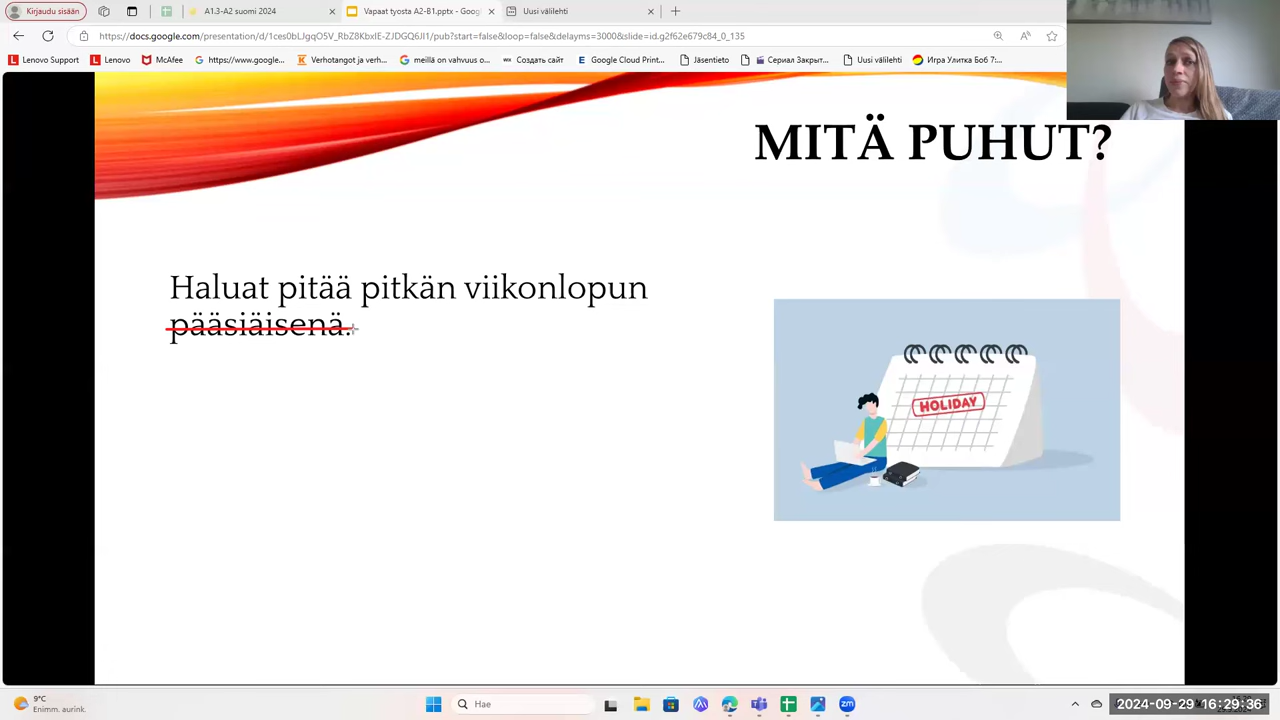 Kirjaudu sisään
A1.3-A2 suomi 2024
Vapaat tyosta A2-B1.pptx - Goog
Uusi välilehti
https://docs.google.com/presentation/d/1ces0bLJgqO5V_RbZ8KbxIE-ZJDGQ6JI1/pub?start=false&loop=false&delayms=3000&slide=id.g2f62e679c84_0_135
Lenovo Support
Lenovo
McAfee
https://www.google...
Verhotangot ja verh...
meillä on vahvuus o...
Создать сайт
Google Cloud Print...
Jäsentieto
Сериал Закрыт...
Uusi välilehti
Игра Улитка Боб 7:...
MITÄ PUHUT?
Haluat pitää pitkän viikonlopun
pääsiäisenä.
HOLIDAY
9°C
Enimm. aurink.
Hae
2024-09-29 16:29:36